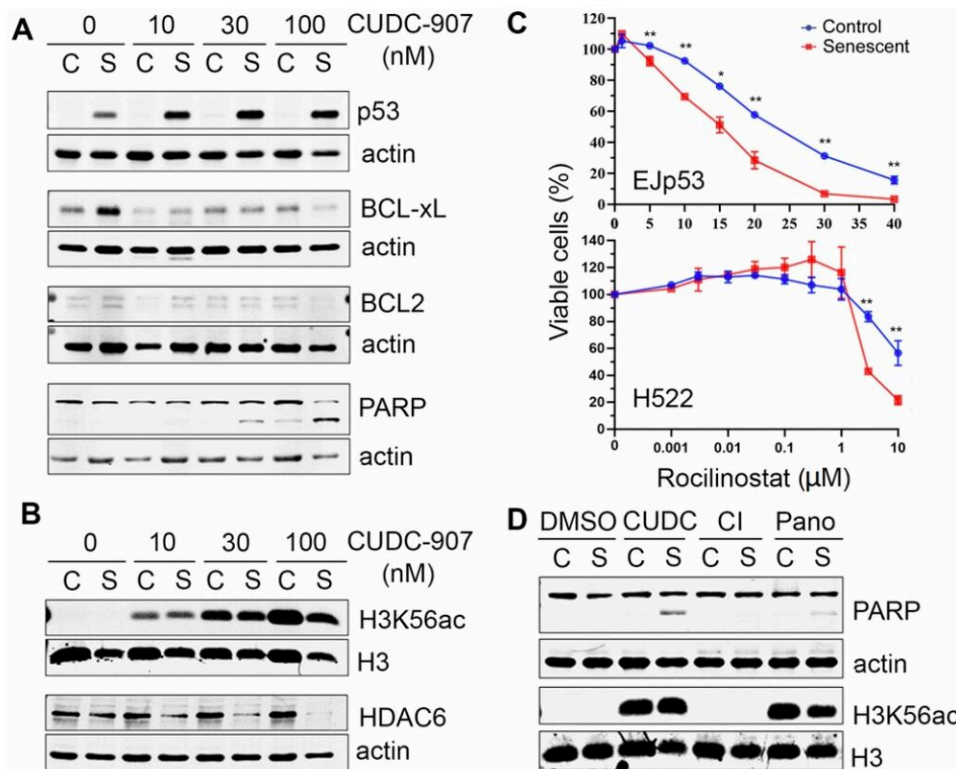 A
0 10 30 100 CUDC-907
C S C S C S C S (nM)
p53
actin
BCL-xL
actin
BCL2
actin
PARP
actin
B
0 10 30 100 CUDC-907
C S C S C S C S (nM)
H3K56ac
H3
HDAC6
actin
C
Control
Senescent
120
100
80
60
40
20
0
** ** * ** ** **
EJp53
0 5 10 15 20 25 30 35 40
Viable cells (%)
140
120
100
80
60
40
20
0
** **
H522
0 0.001 0.01 0.1 1 10
Rocilinostat (µM)
D
DMSO CUDC CI Pano
C S C S C S C S
PARP
actin
H3K56ac
H3